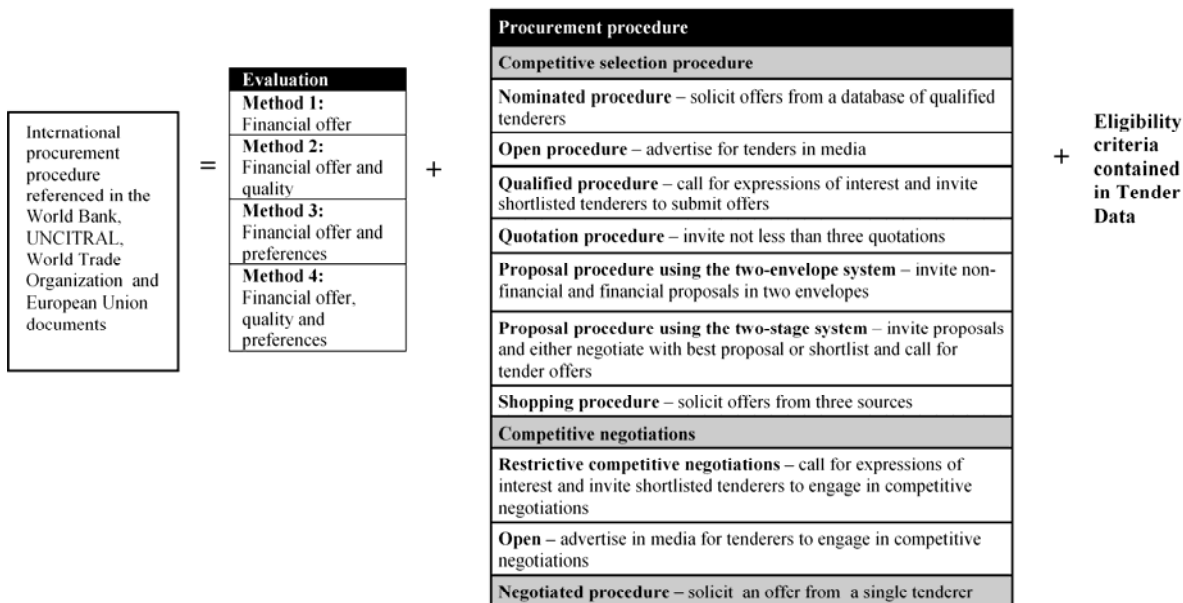 International
procurement
procedure
referenced in the
World Bank,
UNCITRAL,
World Trade
Organization and
European Union
documents
=
Evaluation
Method 1:
Financial offer
Method 2:
Financial offer and
quality
Method 3:
Financial offer and
preferences
Method 4:
Financial offer,
quality and
preferences
+
Procurement procedure
Competitive selection procedure
Nominated procedure – solicit offers from a database of qualified
tenderers
Open procedure – advertise for tenders in media
Qualified procedure – call for expressions of interest and invite
shortlisted tenderers to submit offers
Quotation procedure – invite not less than three quotations
Proposal procedure using the two-envelope system – invite non-
financial and financial proposals in two envelopes
Proposal procedure using the two-stage system – invite proposals
and either negotiate with best proposal or shortlist and call for
tender offers
Shopping procedure – solicit offers from three sources
Competitive negotiations
Restrictive competitive negotiations – call for expressions of
interest and invite shortlisted tenderers to engage in competitive
negotiations
Open – advertise in media for tenderers to engage in competitive
negotiations
Negotiated procedure – solicit an offer from a single tenderer
+
Eligibility
criteria
contained
in Tender
Data